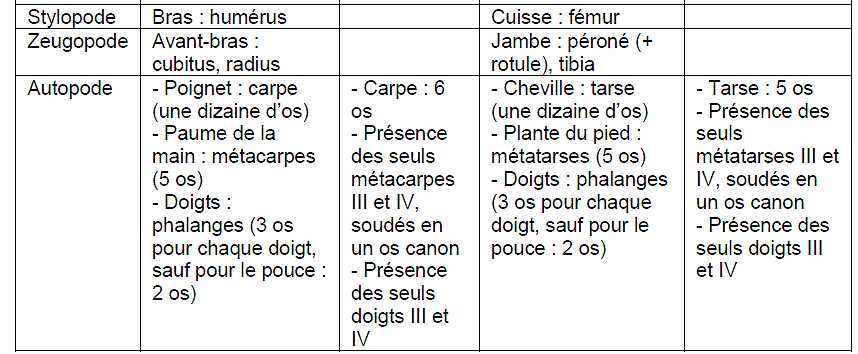 Stylopode
Bras : humérus
Cuisse : fémur
Zeugopode
Avant-bras :
cubitus, radius
Jambe : péroné (+
rotule), tibia
Autopode
- Poignet : carpe
(une dizaine d'os)
- Paume de la
main : métacarpes
(5 os)
- Doigts :
phalanges (3 os
pour chaque doigt,
sauf pour le pouce :
2 os)
- Carpe : 6
os
- Présence
des seuls
métacarpes
III et IV,
soudés en
un os canon
- Présence
des seuls
doigts III et
IV
- Cheville : tarse
(une dizaine d'os)
- Plante du pied :
métatarses (5 os)
- Doigts : phalanges
(3 os pour chaque
doigt, sauf pour le
pouce : 2 os)
- Tarse : 5 os
- Présence des
seuls
métatarses III et
IV, soudés en
un os canon
- Présence des
seuls doigts III
et IV